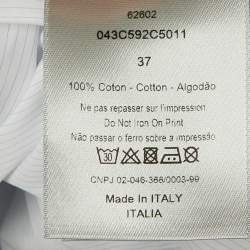 62602
043C592C5011
37
100% Coton - Cotton - Algodão
Ne pas repasser sur l'impression
Do Not Iron On Print
Não passar o ferro sobre a impressão
30
CNPJ 02-046-366/0003-99
Made In ITALY
ITALIA